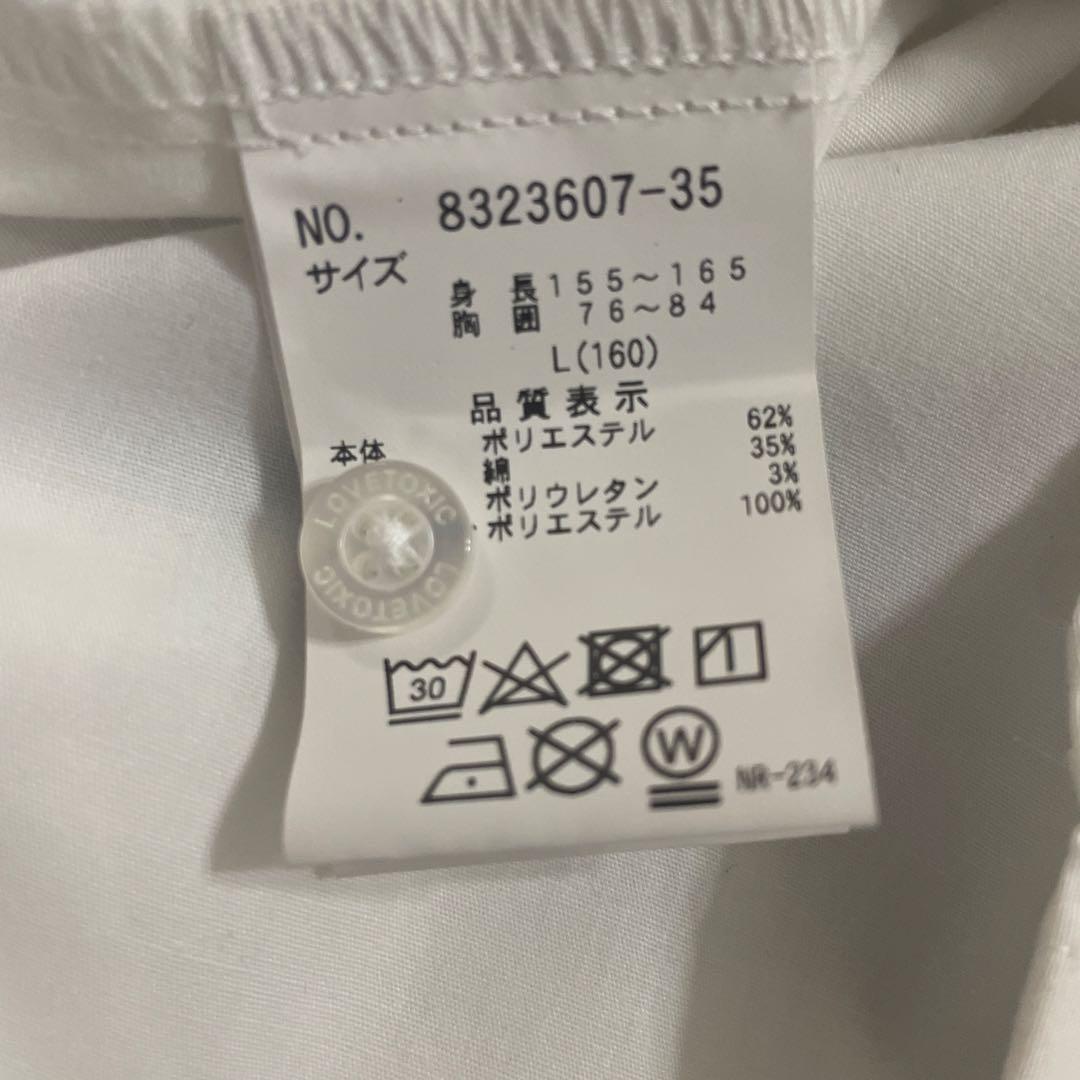 NO. 8323607-35
サイズ
身長155～165
胸囲 76～84
L(160)
品質表示
本体 ポリエステル 62%
綿 35%
ポリウレタン 3%
ポリエステル 100%
LOVETOXIC
LOVETOXIC
30
W
NR-234